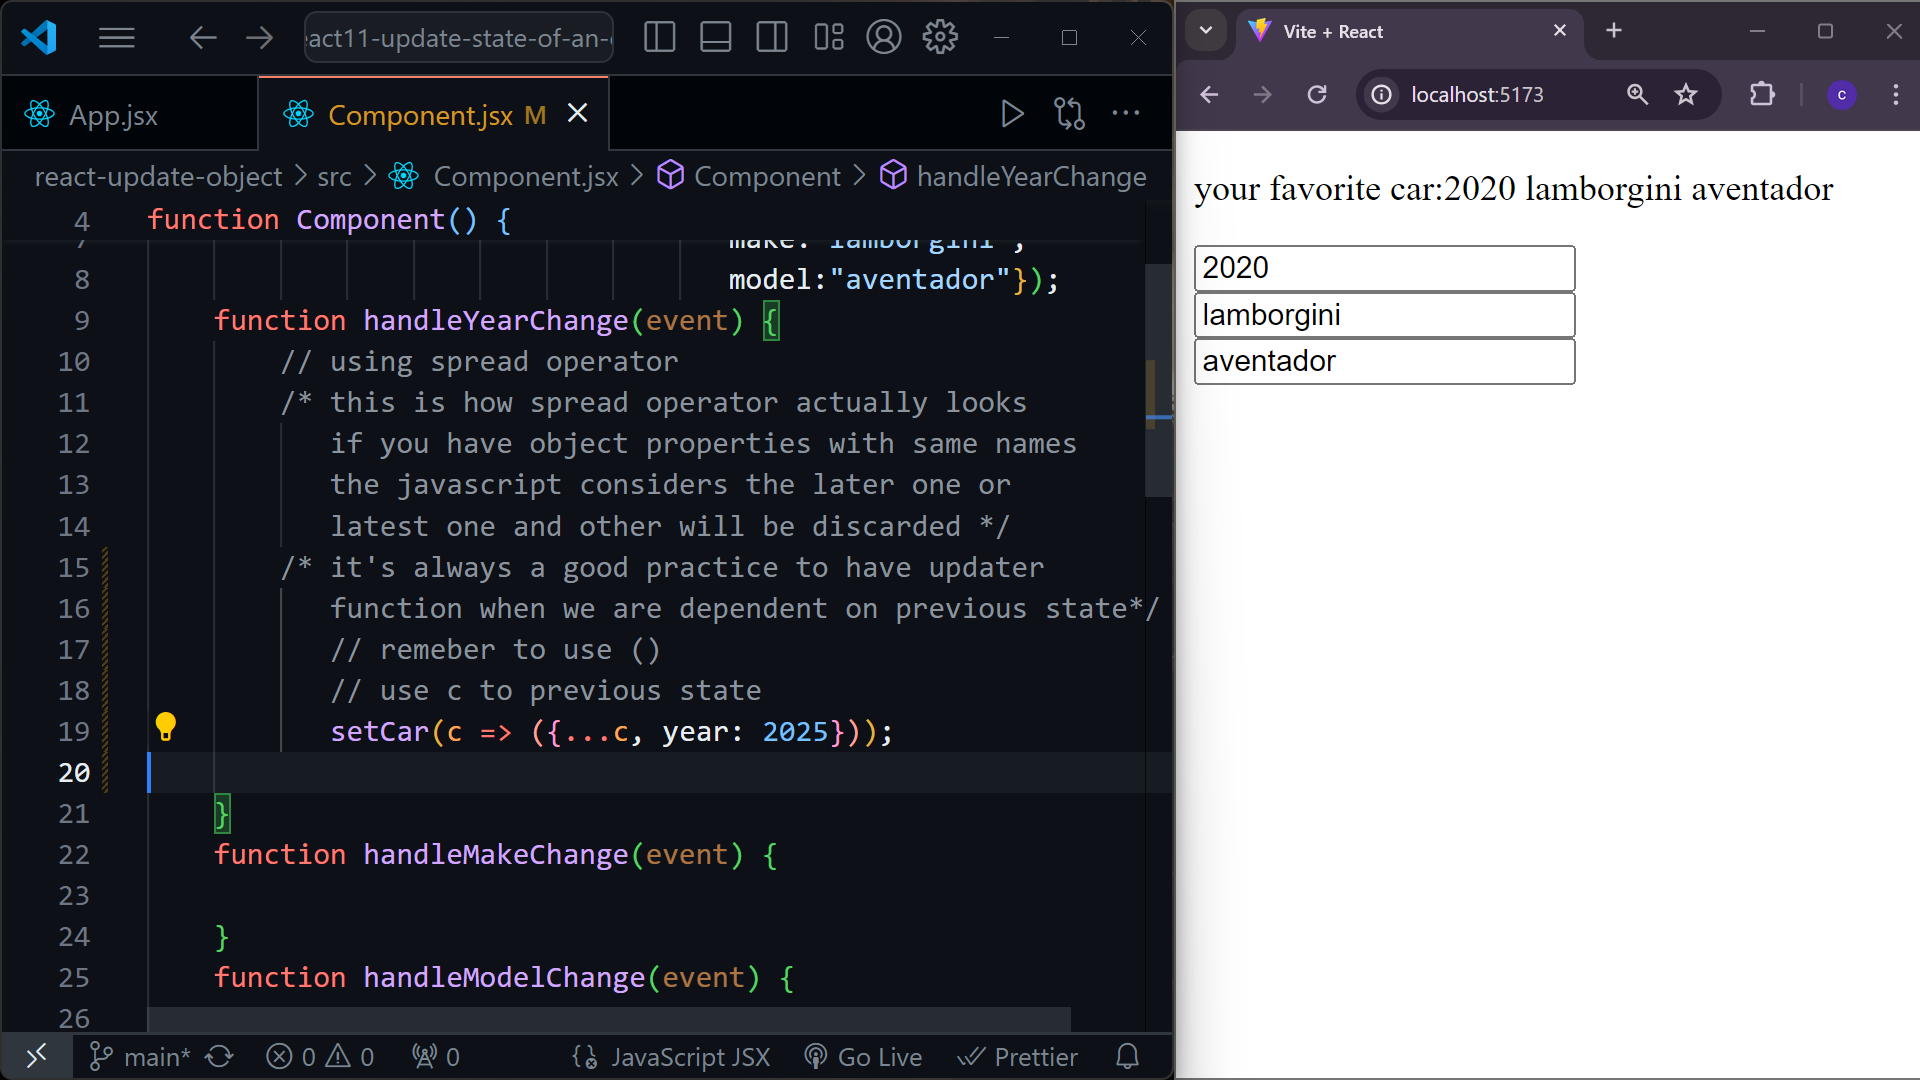 eact11-update-state-of-an-
App.jsx
Component.jsx M
react-update-object > src > Component.jsx > Component > handleYearChange
4 function Component() {
7 make:"lamborgini",
8 model:"aventador"});
9 function handleYearChange(event) {
10 // using spread operator
11 /* this is how spread operator actually looks
12 if you have object properties with same names
13 the javascript considers the later one or
14 latest one and other will be discarded */
15 /* it's always a good practice to have updater
16 function when we are dependent on previous state*/
17 // remeber to use ()
18 // use c to previous state
19 setCar(c => ({...c, year: 2025}));
20
21 }
22 function handleMakeChange(event) {
23
24 }
25 function handleModelChange(event) {
26
main* 0 0 0 JavaScript JSX Go Live Prettier
Vite + React
localhost:5173
c
your favorite car:2020 lamborgini aventador
2020
lamborgini
aventador